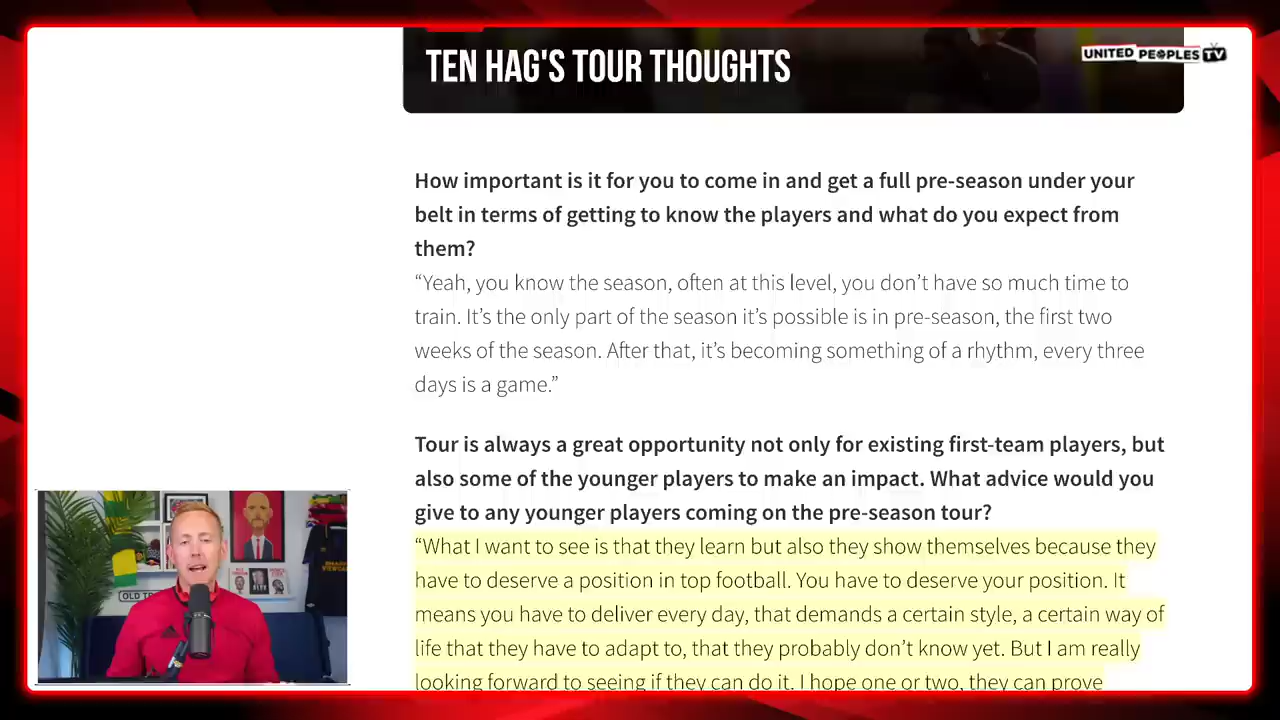 TEN HAG'S TOUR THOUGHTS
UNITED PEOPLES TV
How important is it for you to come in and get a full pre-season under your
belt in terms of getting to know the players and what do you expect from
them?
“Yeah, you know the season, often at this level, you don’t have so much time to
train. It’s the only part of the season it’s possible is in pre-season, the first two
weeks of the season. After that, it’s becoming something of a rhythm, every three
days is a game.”
Tour is always a great opportunity not only for existing first-team players, but
also some of the younger players to make an impact. What advice would you
give to any younger players coming on the pre-season tour?
“What I want to see is that they learn but also they show themselves because they
have to deserve a position in top football. You have to deserve your position. It
means you have to deliver every day, that demands a certain style, a certain way of
life that they have to adapt to, that they probably don’t know yet. But I am really
looking forward to seeing if they can do it. I hope one or two, they can prove
OLD